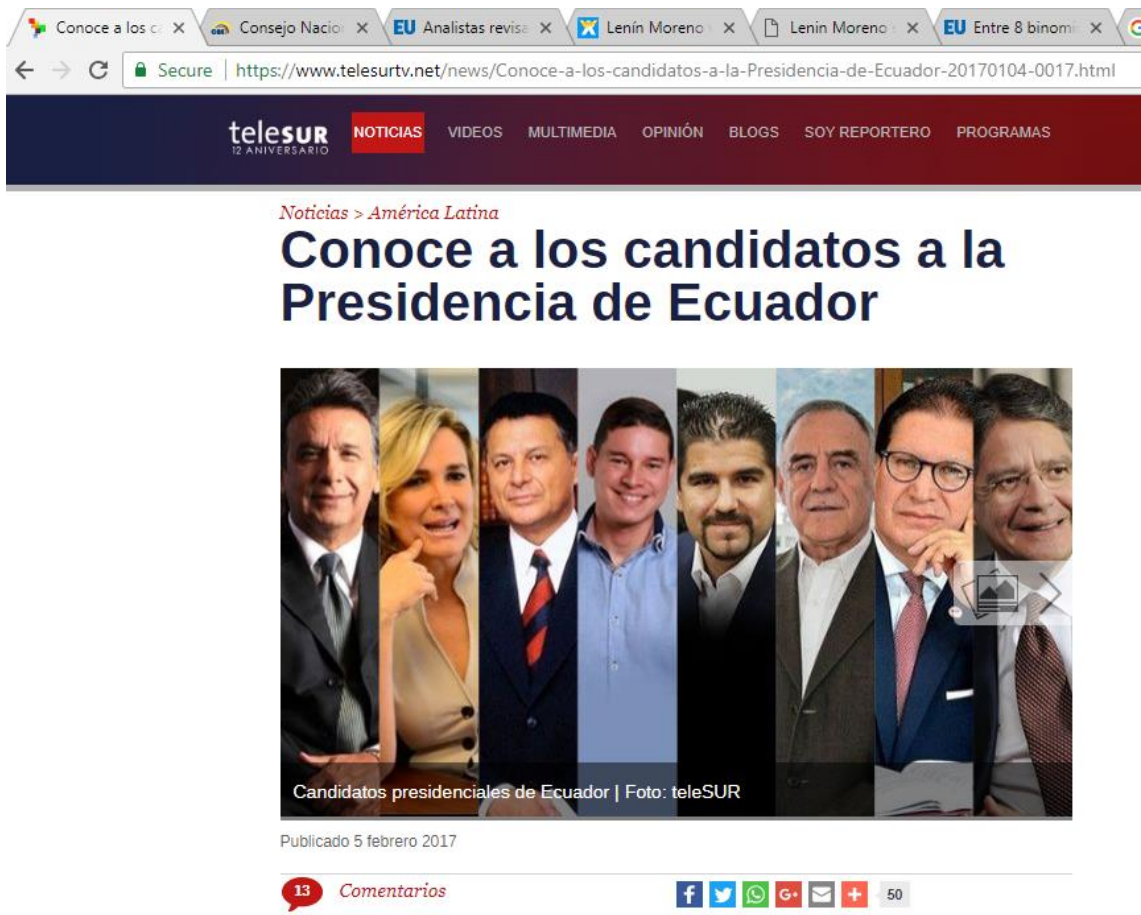 Conoce a los c
Consejo Nacio
EU Analistas revisa
Lenín Moreno
Lenin Moreno
EU Entre 8 binomi
Secure https://www.telesurtv.net/news/Conoce-a-los-candidatos-a-la-Presidencia-de-Ecuador-20170104-0017.html
teleSUR
12 ANIVERSARIO
NOTICIAS VIDEOS MULTIMEDIA OPINIÓN BLOGS SOY REPORTERO PROGRAMAS
Noticias > América Latina
Conoce a los candidatos a la
Presidencia de Ecuador
Candidatos presidenciales de Ecuador | Foto: teleSUR
Publicado 5 febrero 2017
13 Comentarios
G+ 50